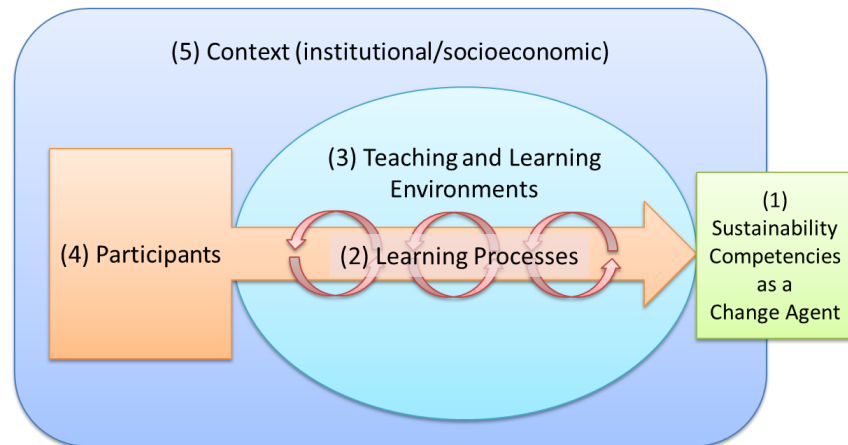 (5) Context (institutional/socioeconomic)
(3) Teaching and Learning
Environments
(4) Participants
(2) Learning Processes
(1)
Sustainability
Competencies
as a
Change Agent